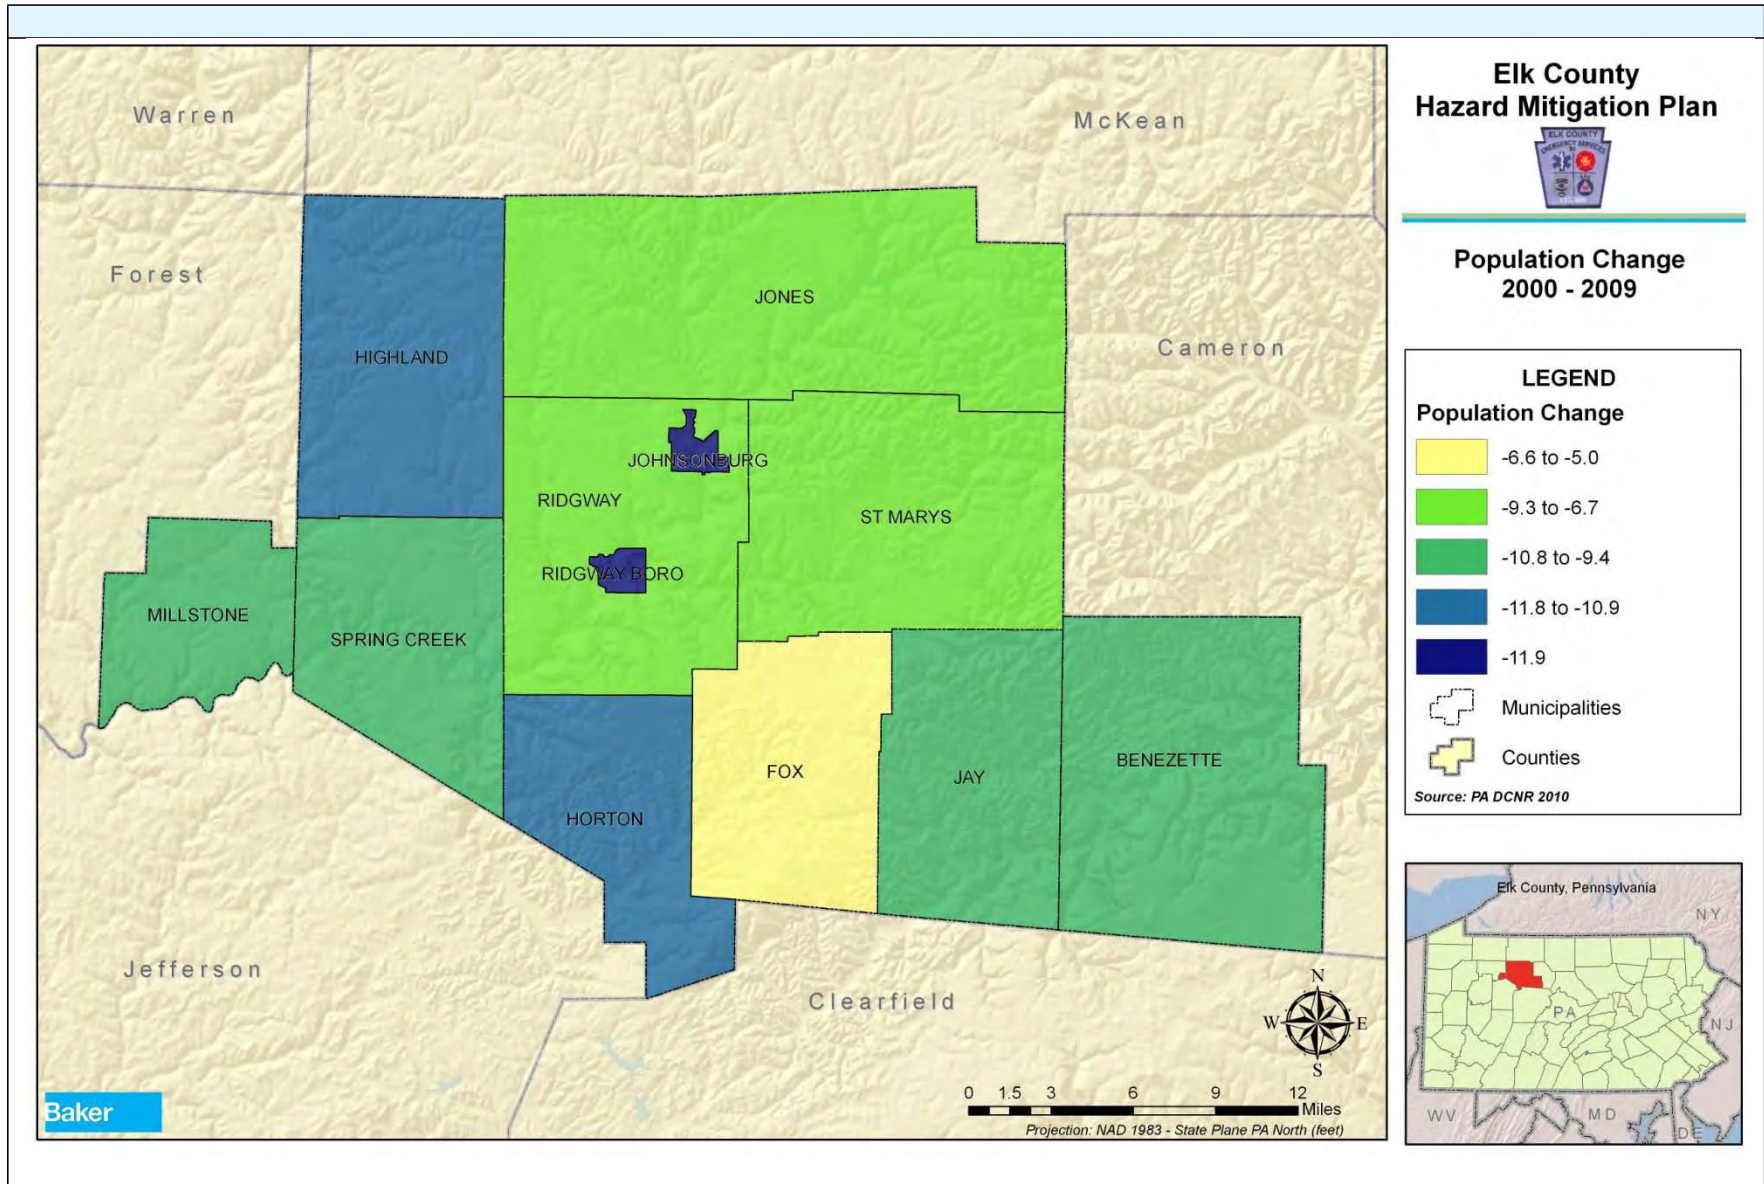 Elk County
Hazard Mitigation Plan
ELK COUNTY
EMERGENCY SERVICES
Population Change
2000 - 2009
LEGEND
Population Change
-6.6 to -5.0
-9.3 to -6.7
-10.8 to -9.4
-11.8 to -10.9
-11.9
Municipalities
Counties
Source: PA DCNR 2010
Warren
McKean
Forest
Cameron
Jefferson
Clearfield
JONES
HIGHLAND
JOHNSONBURG
RIDGWAY
ST MARYS
RIDGWAY BORO
MILLSTONE
SPRING CREEK
FOX
JAY
BENEZETTE
HORTON
N
W E
S
0 1.5 3 6 9 12
Miles
Projection: NAD 1983 - State Plane PA North (feet)
Baker
Elk County, Pennsylvania
NY
PA
NJ
WV
MD
DE